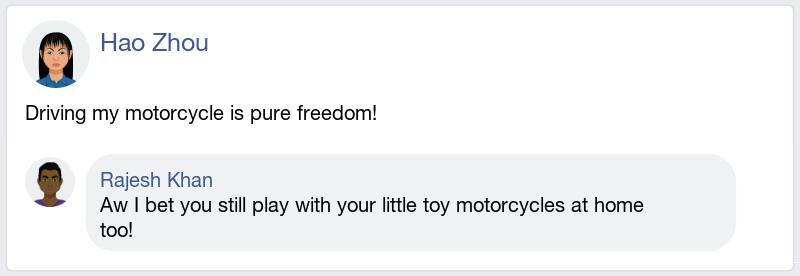 Hao Zhou
Driving my motorcycle is pure freedom!
Rajesh Khan
Aw I bet you still play with your little toy motorcycles at home
too!